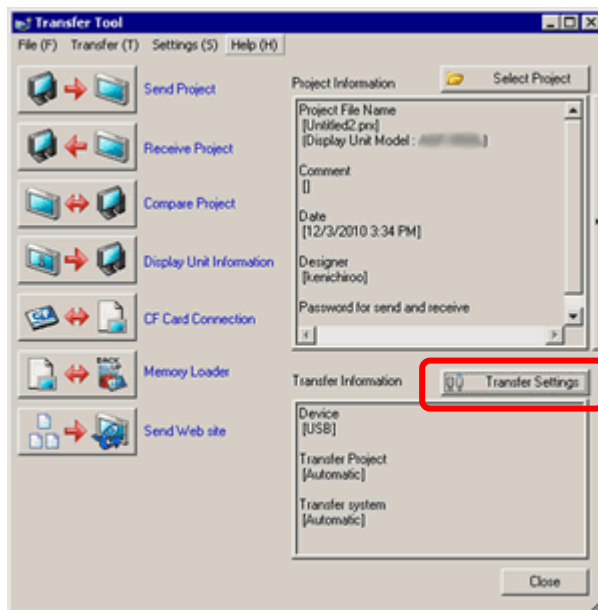 Transfer Tool
File (F) Transfer (T) Settings (S) Help (H)
Send Project
Receive Project
Compare Project
Display Unit Information
CF Card Connection
Memory Loader
BACK UP
Send Web site
Project Information
Select Project
Project File Name
[Untitled2.prx]
(Display Unit Model : )
Comment
[]
Date
[12/3/2010 3:34 PM]
Designer
[kenichiroo]
Password for send and receive
Transfer Information
Transfer Settings
Device
[USB]
Transfer Project
[Automatic]
Transfer system
[Automatic]
Close